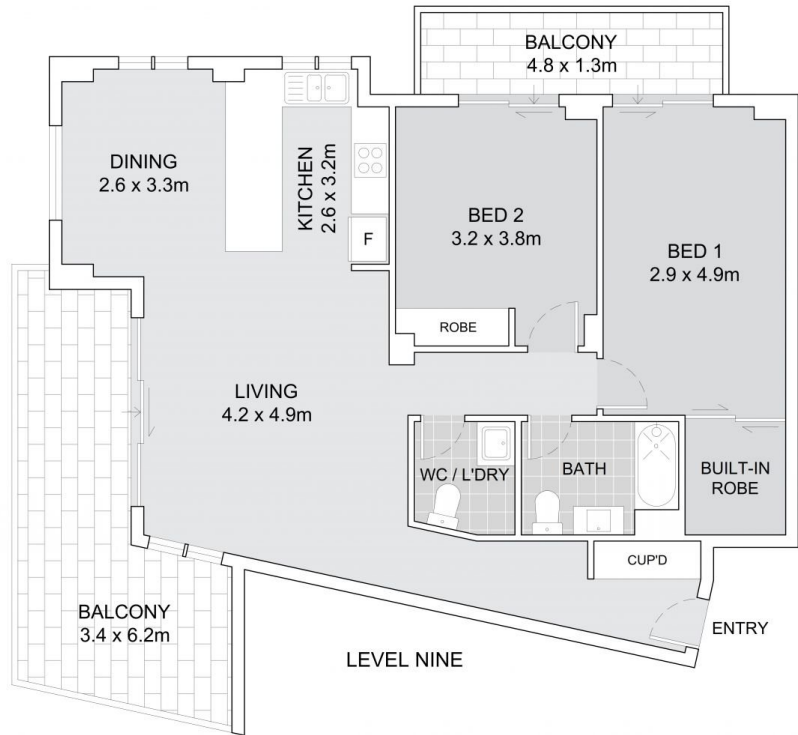 BALCONY
4.8 x 1.3m
DINING
2.6 x 3.3m
KITCHEN
2.6 x 3.2m
F
BED 2
3.2 x 3.8m
BED 1
2.9 x 4.9m
ROBE
LIVING
4.2 x 4.9m
WC / L'DRY
BATH
BUILT-IN
ROBE
CUP'D
BALCONY
3.4 x 6.2m
ENTRY
LEVEL NINE